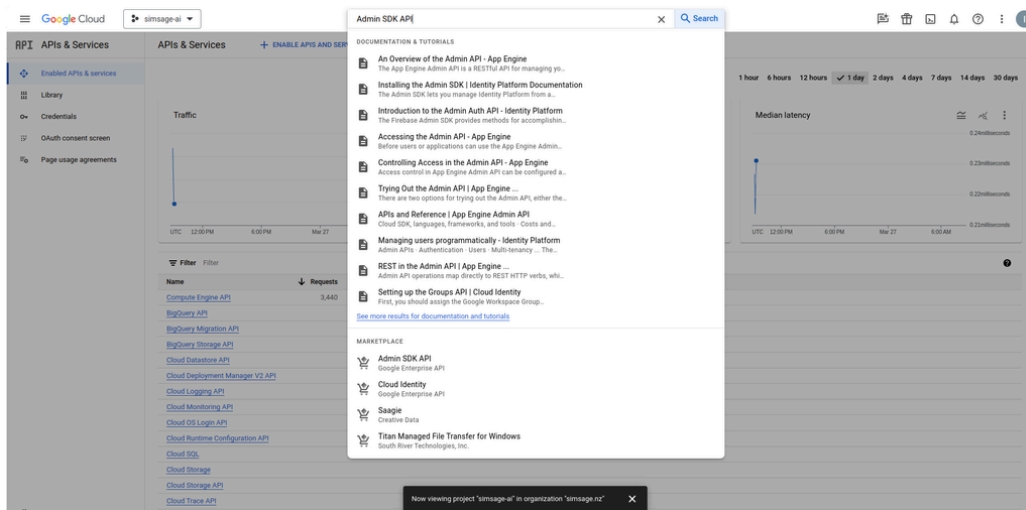 Google Cloud
simsage-ai
Admin SDK API
Search
API APIs & Services
APIs & Services
ENABLE APIS AND SER
Enabled APIs & services
Library
Credentials
OAuth consent screen
Page usage agreements
1 hour 6 hours 12 hours 1 day 2 days 4 days 7 days 14 days 30 days
Traffic
UTC 12:00 PM 6:00 PM Mar 27
Median latency
0.24milliseconds
0.23milliseconds
0.22milliseconds
0.21milliseconds
UTC 12:00 PM 6:00 PM Mar 27 6:00 AM
DOCUMENTATION & TUTORIALS
An Overview of the Admin API - App Engine
The App Engine Admin API is a RESTful API for managing yo...
Installing the Admin SDK | Identity Platform Documentation
The Admin SDK lets you manage Identity Platform from a...
Introduction to the Admin Auth API - Identity Platform
The Firebase Admin SDK provides methods for accomplishin...
Accessing the Admin API - App Engine
Before users or applications can use the App Engine Admin...
Controlling Access in the Admin API - App Engine
Access control in App Engine Admin API can be configured a...
Trying Out the Admin API | App Engine ...
There are two options for trying out the Admin API, either the...
APIs and Reference | App Engine Admin API
Cloud SDK, languages, frameworks, and tools · Costs and...
Managing users programmatically - Identity Platform
Admin APIs · Authentication · Users · Multi-tenancy ... The...
REST in the Admin API | App Engine ...
Admin API operations map directly to REST HTTP verbs, whi...
Setting up the Groups API | Cloud Identity
First, you should assign the Google Workspace Group...
See more results for documentation and tutorials
MARKETPLACE
Admin SDK API
Google Enterprise API
Cloud Identity
Google Enterprise API
Saagie
Creative Data
Titan Managed File Transfer for Windows
South River Technologies, Inc.
Filter Filter
Name Requests
Compute Engine API 3,440
BigQuery API
BigQuery Migration API
BigQuery Storage API
Cloud Datastore API
Cloud Deployment Manager V2 API
Cloud Logging API
Cloud Monitoring API
Cloud OS Login API
Cloud Runtime Configuration API
Cloud SQL
Cloud Storage
Cloud Storage API
Cloud Trace API
Now viewing project "simsage-ai" in organization "simsage.nz"